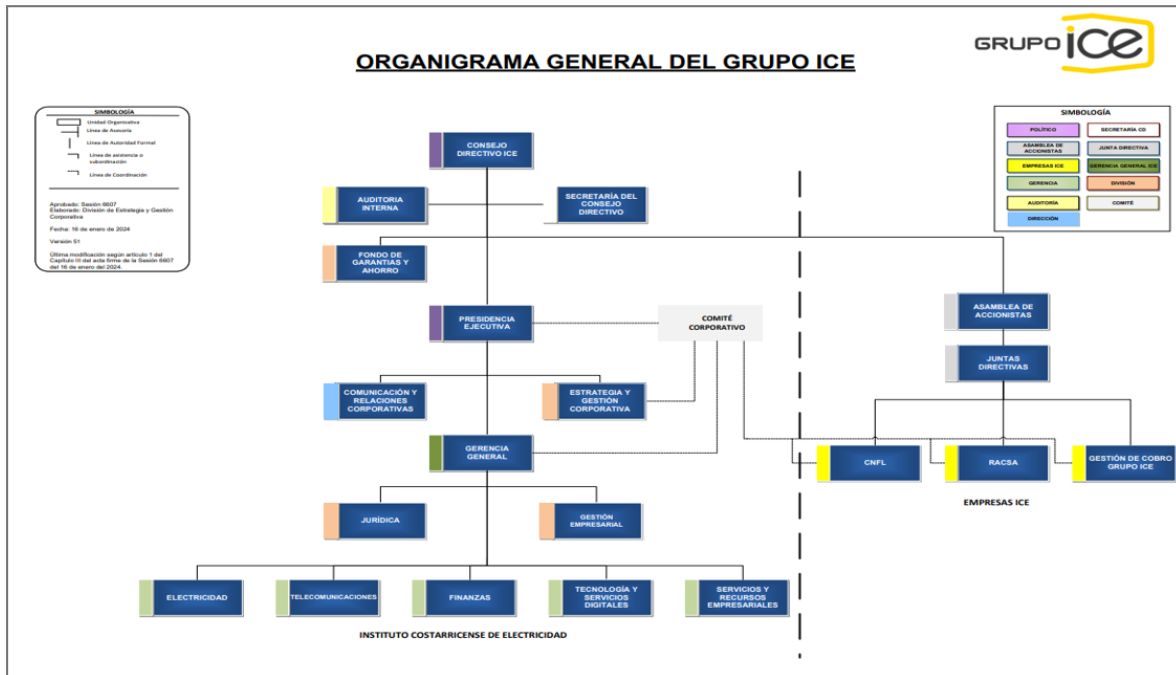 GRUPO ice
ORGANIGRAMA GENERAL DEL GRUPO ICE
SIMBOLOGÍA
Unidad Organizativa
Línea de Asesoría
Línea de Autoridad Formal
Línea de asistencia o
subordinación
Línea de Coordinación
Aprobado: Sesión 6607
Elaborado: División de Estrategia y Gestión
Corporativa
Fecha: 16 de enero de 2024
Versión 51
Última modificación según artículo 1 del
Capítulo III del acta firme de la Sesión 6607
del 16 de enero del 2024.
SIMBOLOGÍA
POLÍTICO
SECRETARÍA CD
ASAMBLEA DE
ACCIONISTAS
JUNTA DIRECTIVA
EMPRESAS ICE
GERENCIA GENERAL ICE
GERENCIA
DIVISIÓN
AUDITORÍA
COMITÉ
DIRECCIÓN
CONSEJO
DIRECTIVO ICE
AUDITORIA
INTERNA
SECRETARÍA DEL
CONSEJO
DIRECTIVO
FONDO DE
GARANTIAS Y
AHORRO
PRESIDENCIA
EJECUTIVA
COMITÉ
CORPORATIVO
ASAMBLEA DE
ACCIONISTAS
JUNTAS
DIRECTIVAS
COMUNICACIÓN Y
RELACIONES
CORPORATIVAS
ESTRATEGIA Y
GESTIÓN
CORPORATIVA
GERENCIA
GENERAL
CNFL
RACSA
GESTIÓN DE COBRO
GRUPO ICE
EMPRESAS ICE
JURÍDICA
GESTIÓN
EMPRESARIAL
ELECTRICIDAD
TELECOMUNICACIONES
FINANZAS
TECNOLOGÍA Y
SERVICIOS
DIGITALES
SERVICIOS Y
RECURSOS
EMPRESARIALES
INSTITUTO COSTARRICENSE DE ELECTRICIDAD